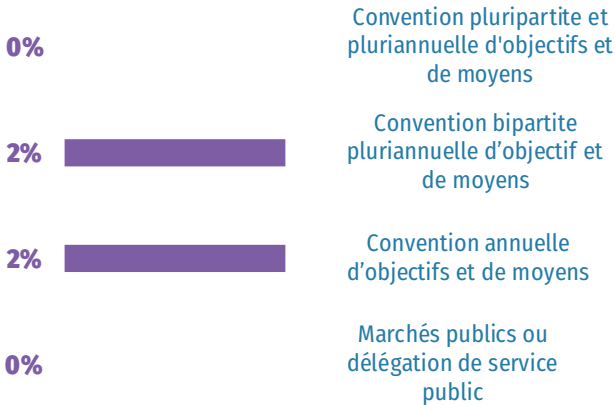 0%
Convention pluripartite et
pluriannuelle d'objectifs et
de moyens
2%
Convention bipartite
pluriannuelle d’objectif et
de moyens
2%
Convention annuelle
d’objectifs et de moyens
0%
Marchés publics ou
délégation de service
public